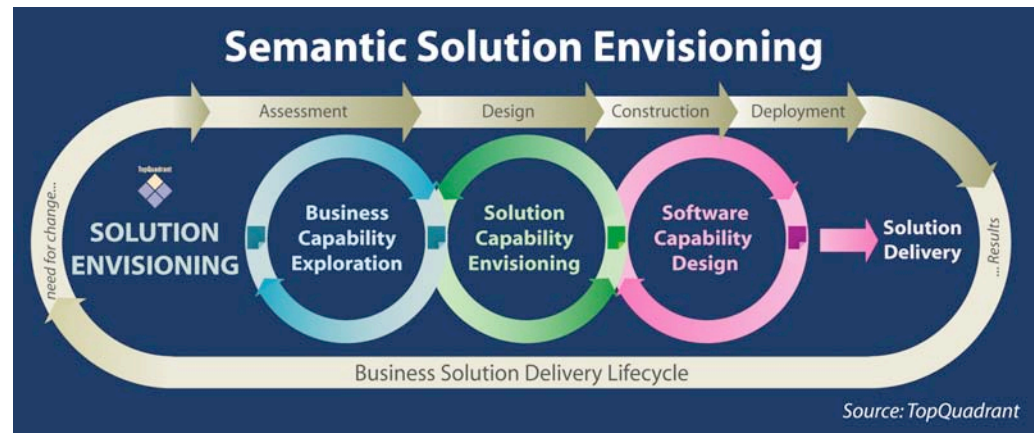 Semantic Solution Envisioning
Assessment
Design
Construction
Deployment
need for change...
TopQuadrant
SOLUTION
ENVISIONING
Business
Capability
Exploration
Solution
Capability
Envisioning
Software
Capability
Design
Solution
Delivery
...Results
Business Solution Delivery Lifecycle
Source: TopQuadrant